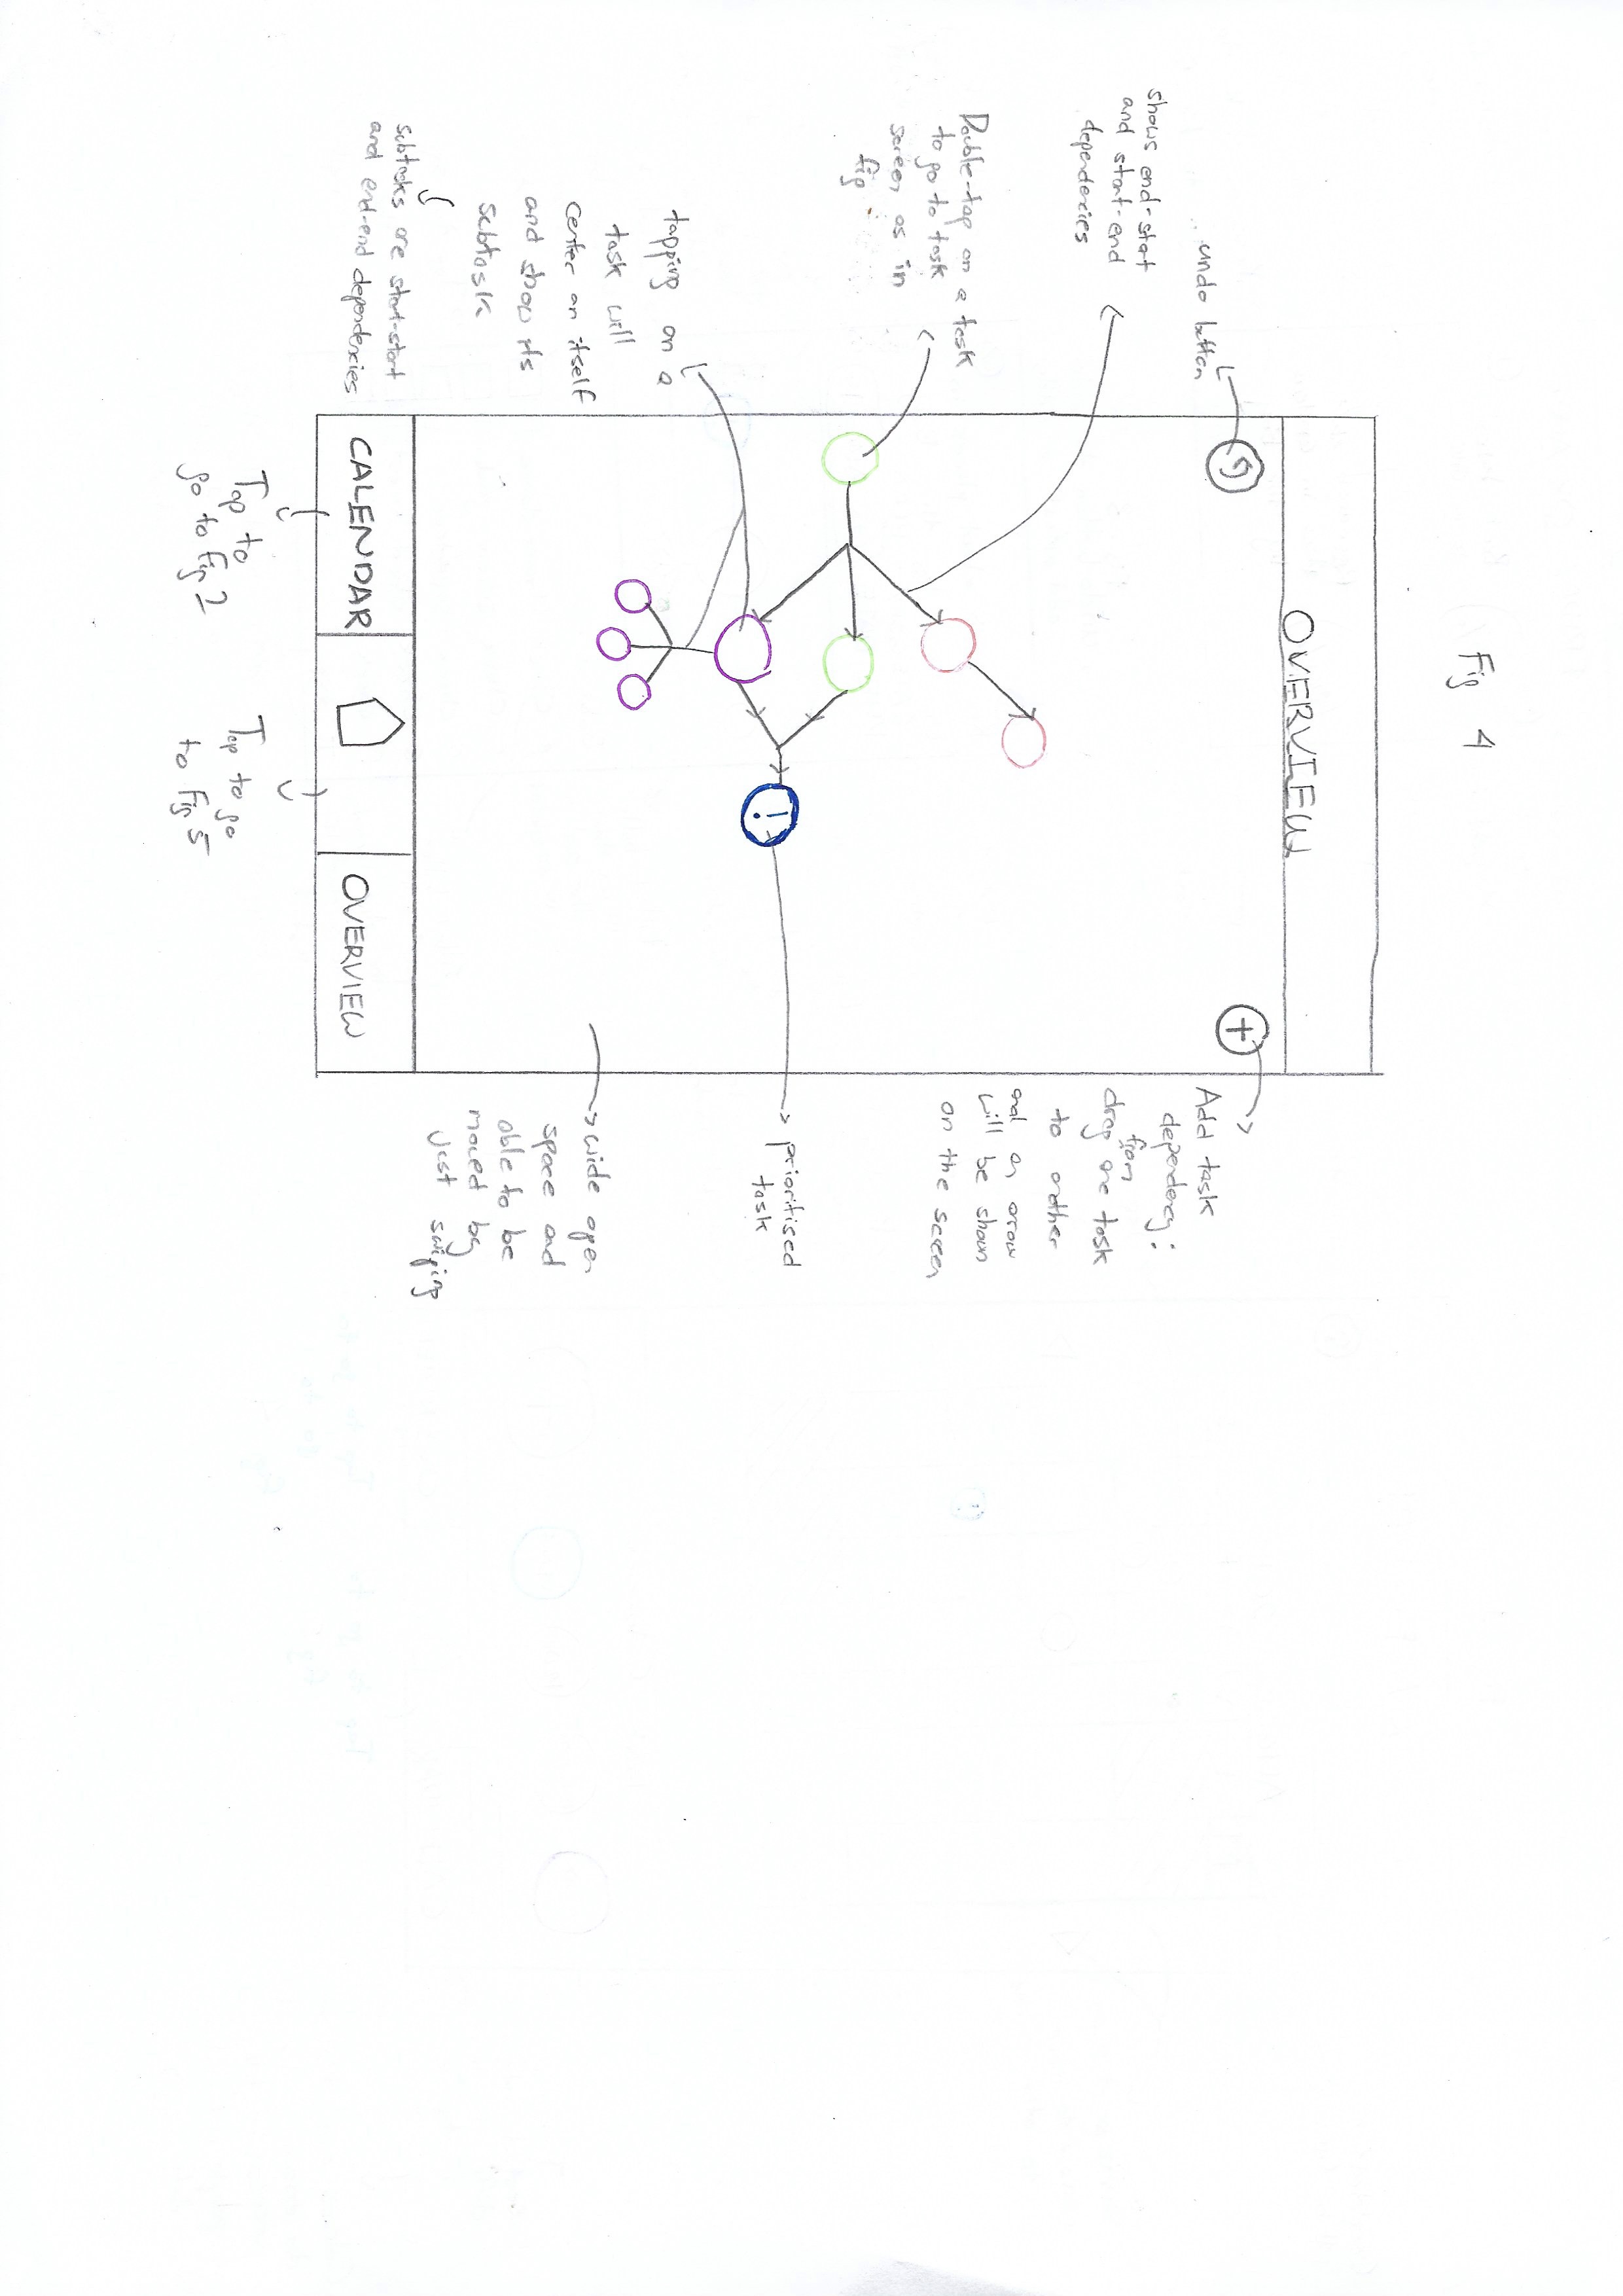 Fig 4
OVERVIEW
undo button
shows end-start
and start-end
dependencies
Double-tap on a task
to go to task
screen as in
fig
tapping on a
task will
center on itself
and show its
subtask
subtasks are start-start
and end-end dependencies
+
Add task
dependency:
from
drag one task
to another
and an arrow
will be shown
on the screen
!
prioritised
task
wide open
space and
able to be
moved by
just swiping
CALENDAR
OVERVIEW
Tap to
go to Fig 2
Tap to go
to Fig 5